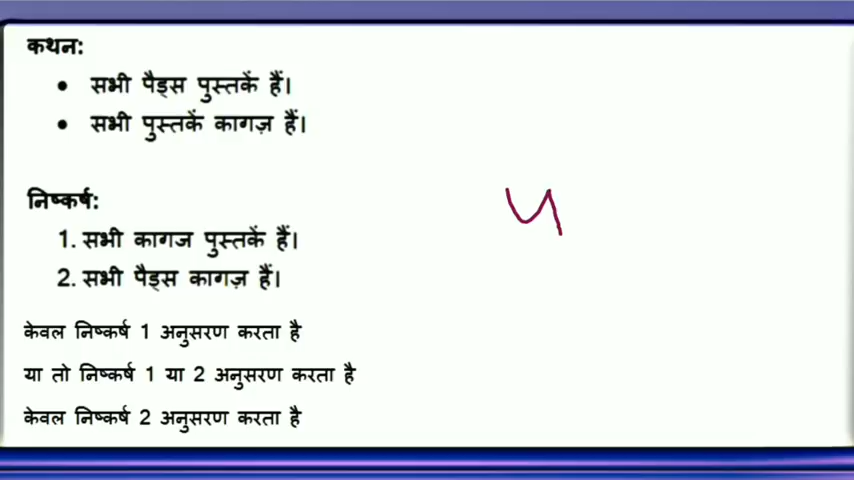 कथन:
• सभी पैड्स पुस्तकें हैं।
• सभी पुस्तकें कागज़ हैं।
निष्कर्ष:
1. सभी कागज पुस्तकें हैं।
2. सभी पैड्स कागज़ हैं।
केवल निष्कर्ष 1 अनुसरण करता है
या तो निष्कर्ष 1 या 2 अनुसरण करता है
केवल निष्कर्ष 2 अनुसरण करता है